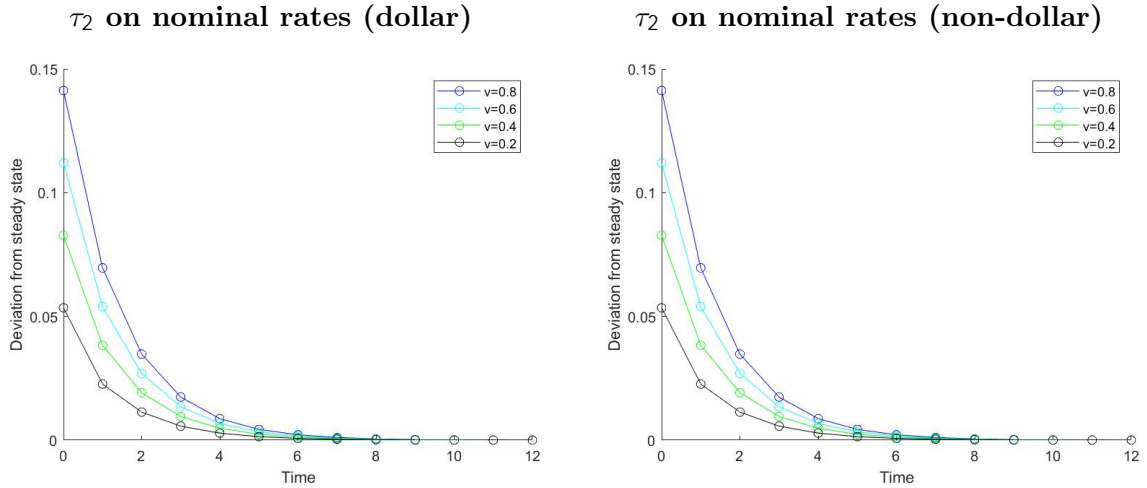 τ₂ on nominal rates (dollar)
0.15
0.1
0.05
0
Deviation from steady state
v=0.8
v=0.6
v=0.4
v=0.2
0 2 4 6 8 10 12
Time
τ₂ on nominal rates (non-dollar)
0.15
0.1
0.05
0
Deviation from steady state
v=0.8
v=0.6
v=0.4
v=0.2
0 2 4 6 8 10 12
Time